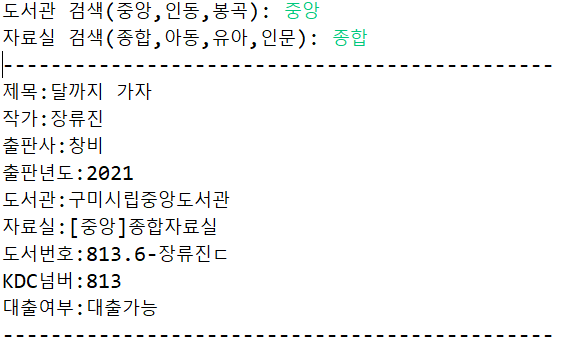 도서관 검색(중앙,인동,봉곡): 중앙
자료실 검색(종합,아동,유아,인문): 종합
----------------------------------------------
제목:달까지 가자
작가:장류진
출판사:창비
출판년도:2021
도서관:구미시립중앙도서관
자료실:[중앙]종합자료실
도서번호:813.6-장류진ㄷ
KDC넘버:813
대출여부:대출가능
----------------------------------------------